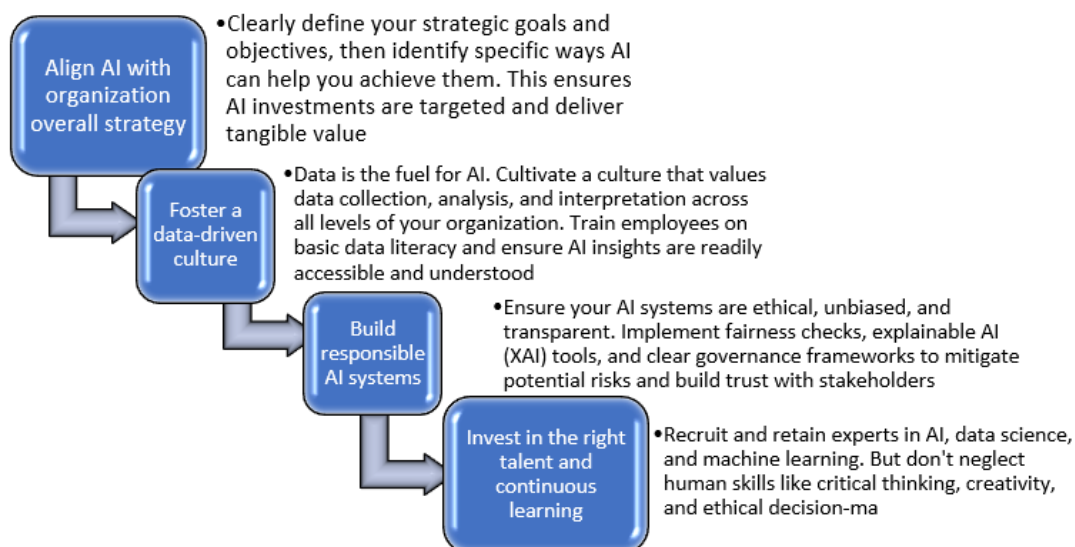 Align AI with
organization
overall strategy
•Clearly define your strategic goals and
objectives, then identify specific ways AI
can help you achieve them. This ensures
AI investments are targeted and deliver
tangible value
Foster a
data-driven
culture
•Data is the fuel for AI. Cultivate a culture that values
data collection, analysis, and interpretation across
all levels of your organization. Train employees on
basic data literacy and ensure AI insights are readily
accessible and understood
Build
responsible
AI systems
•Ensure your AI systems are ethical, unbiased, and
transparent. Implement fairness checks, explainable AI
(XAI) tools, and clear governance frameworks to mitigate
potential risks and build trust with stakeholders
Invest in the right
talent and
continuous
learning
•Recruit and retain experts in AI, data science,
and machine learning. But don't neglect
human skills like critical thinking, creativity,
and ethical decision-ma